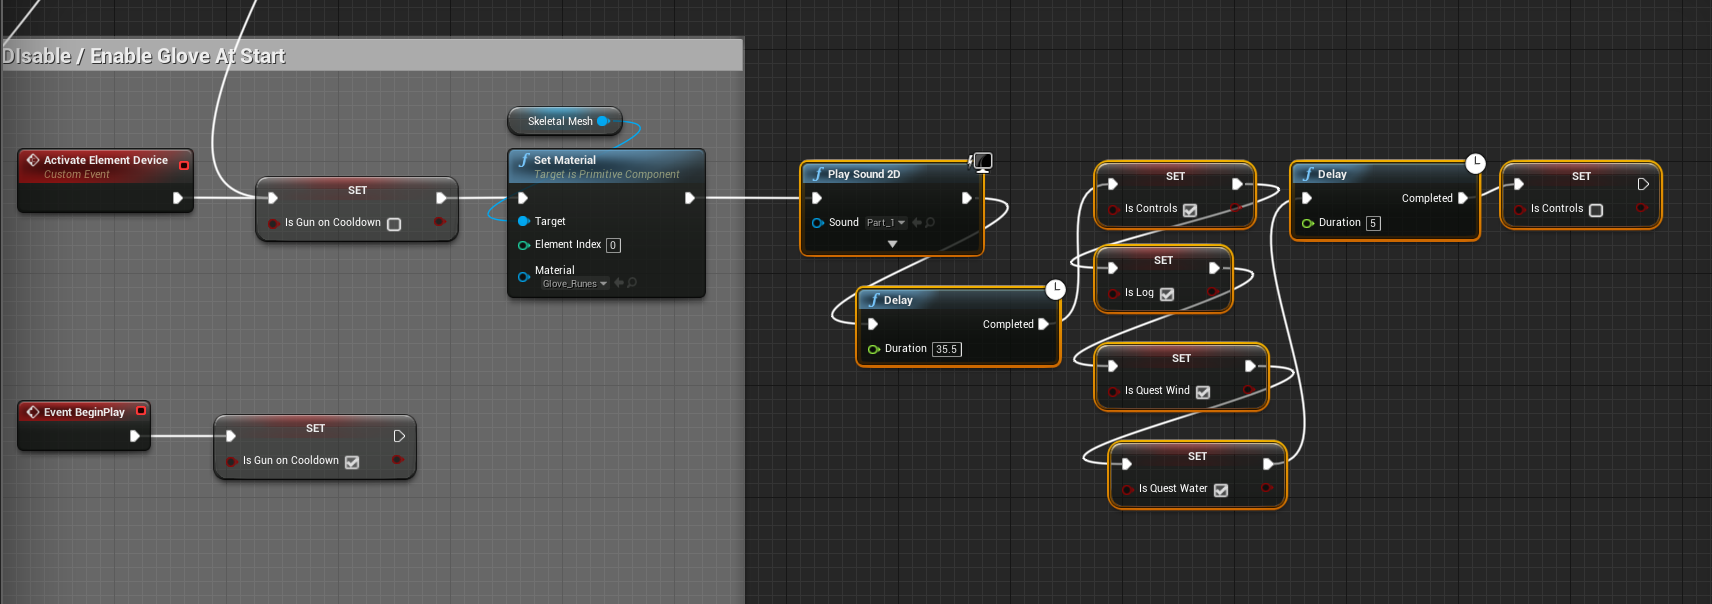 DIsable / Enable Glove At Start
Activate Element Device
Custom Event
SET
Is Gun on Cooldown
Skeletal Mesh
Set Material
Target is Primitive Component
Target
Element Index 0
Material
Glove_Runes
Event BeginPlay
SET
Is Gun on Cooldown
Play Sound 2D
Sound Part_1
Delay
Completed
Duration 35.5
SET
Is Controls
SET
Is Log
SET
Is Quest Wind
SET
Is Quest Water
Delay
Completed
Duration 5
SET
Is Controls